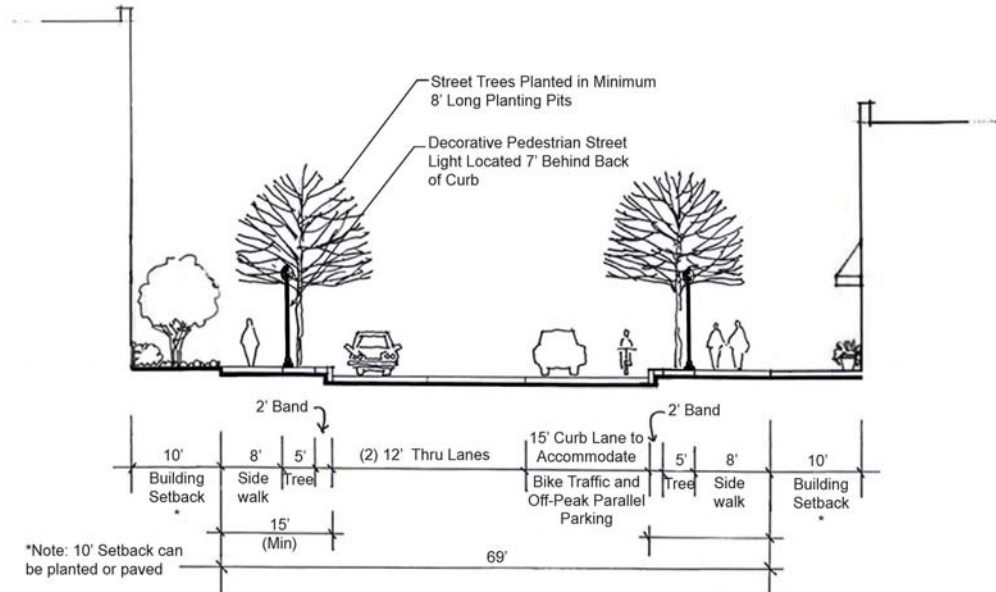 Street Trees Planted in Minimum
8' Long Planting Pits
Decorative Pedestrian Street
Light Located 7' Behind Back
of Curb
2' Band
2' Band
10'
8'
5'
(2) 12' Thru Lanes
15' Curb Lane to
Accommodate
5'
8'
10'
Building
Setback
*
Side
walk
Tree
Bike Traffic and
Off-Peak Parallel
Parking
Tree
Side
walk
Building
Setback
*
15'
(Min)
*Note: 10' Setback can
be planted or paved
69'